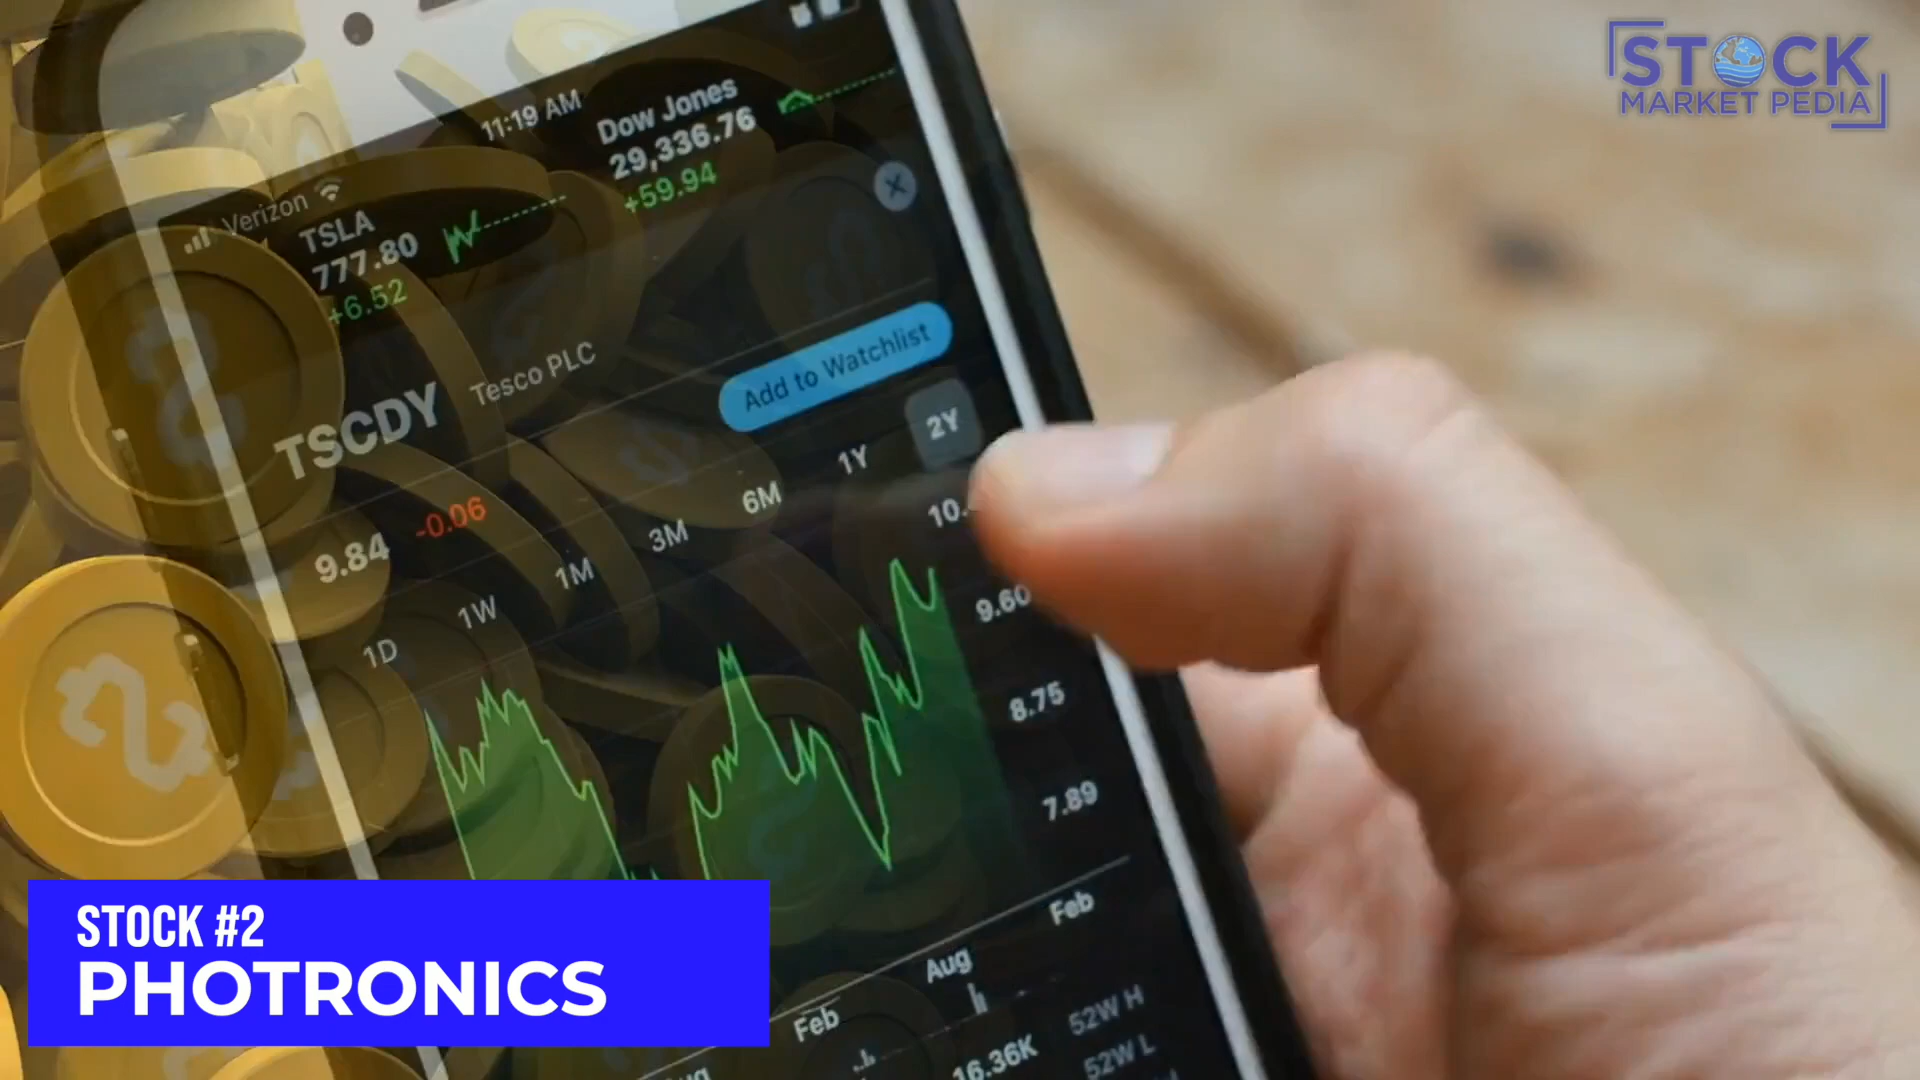 STOCK
MARKET PEDIA
11:19 AM
Verizon
TSLA
777.80
+6.52
Dow Jones
29,336.76
+59.94
TSCDY Tesco PLC
Add to Watchlist
9.84 -0.06
1D 1W 1M 3M 6M 1Y 2Y
9.60
8.75
7.89
Feb Aug Feb
16.36K
52W H
52W L
STOCK #2
PHOTRONICS